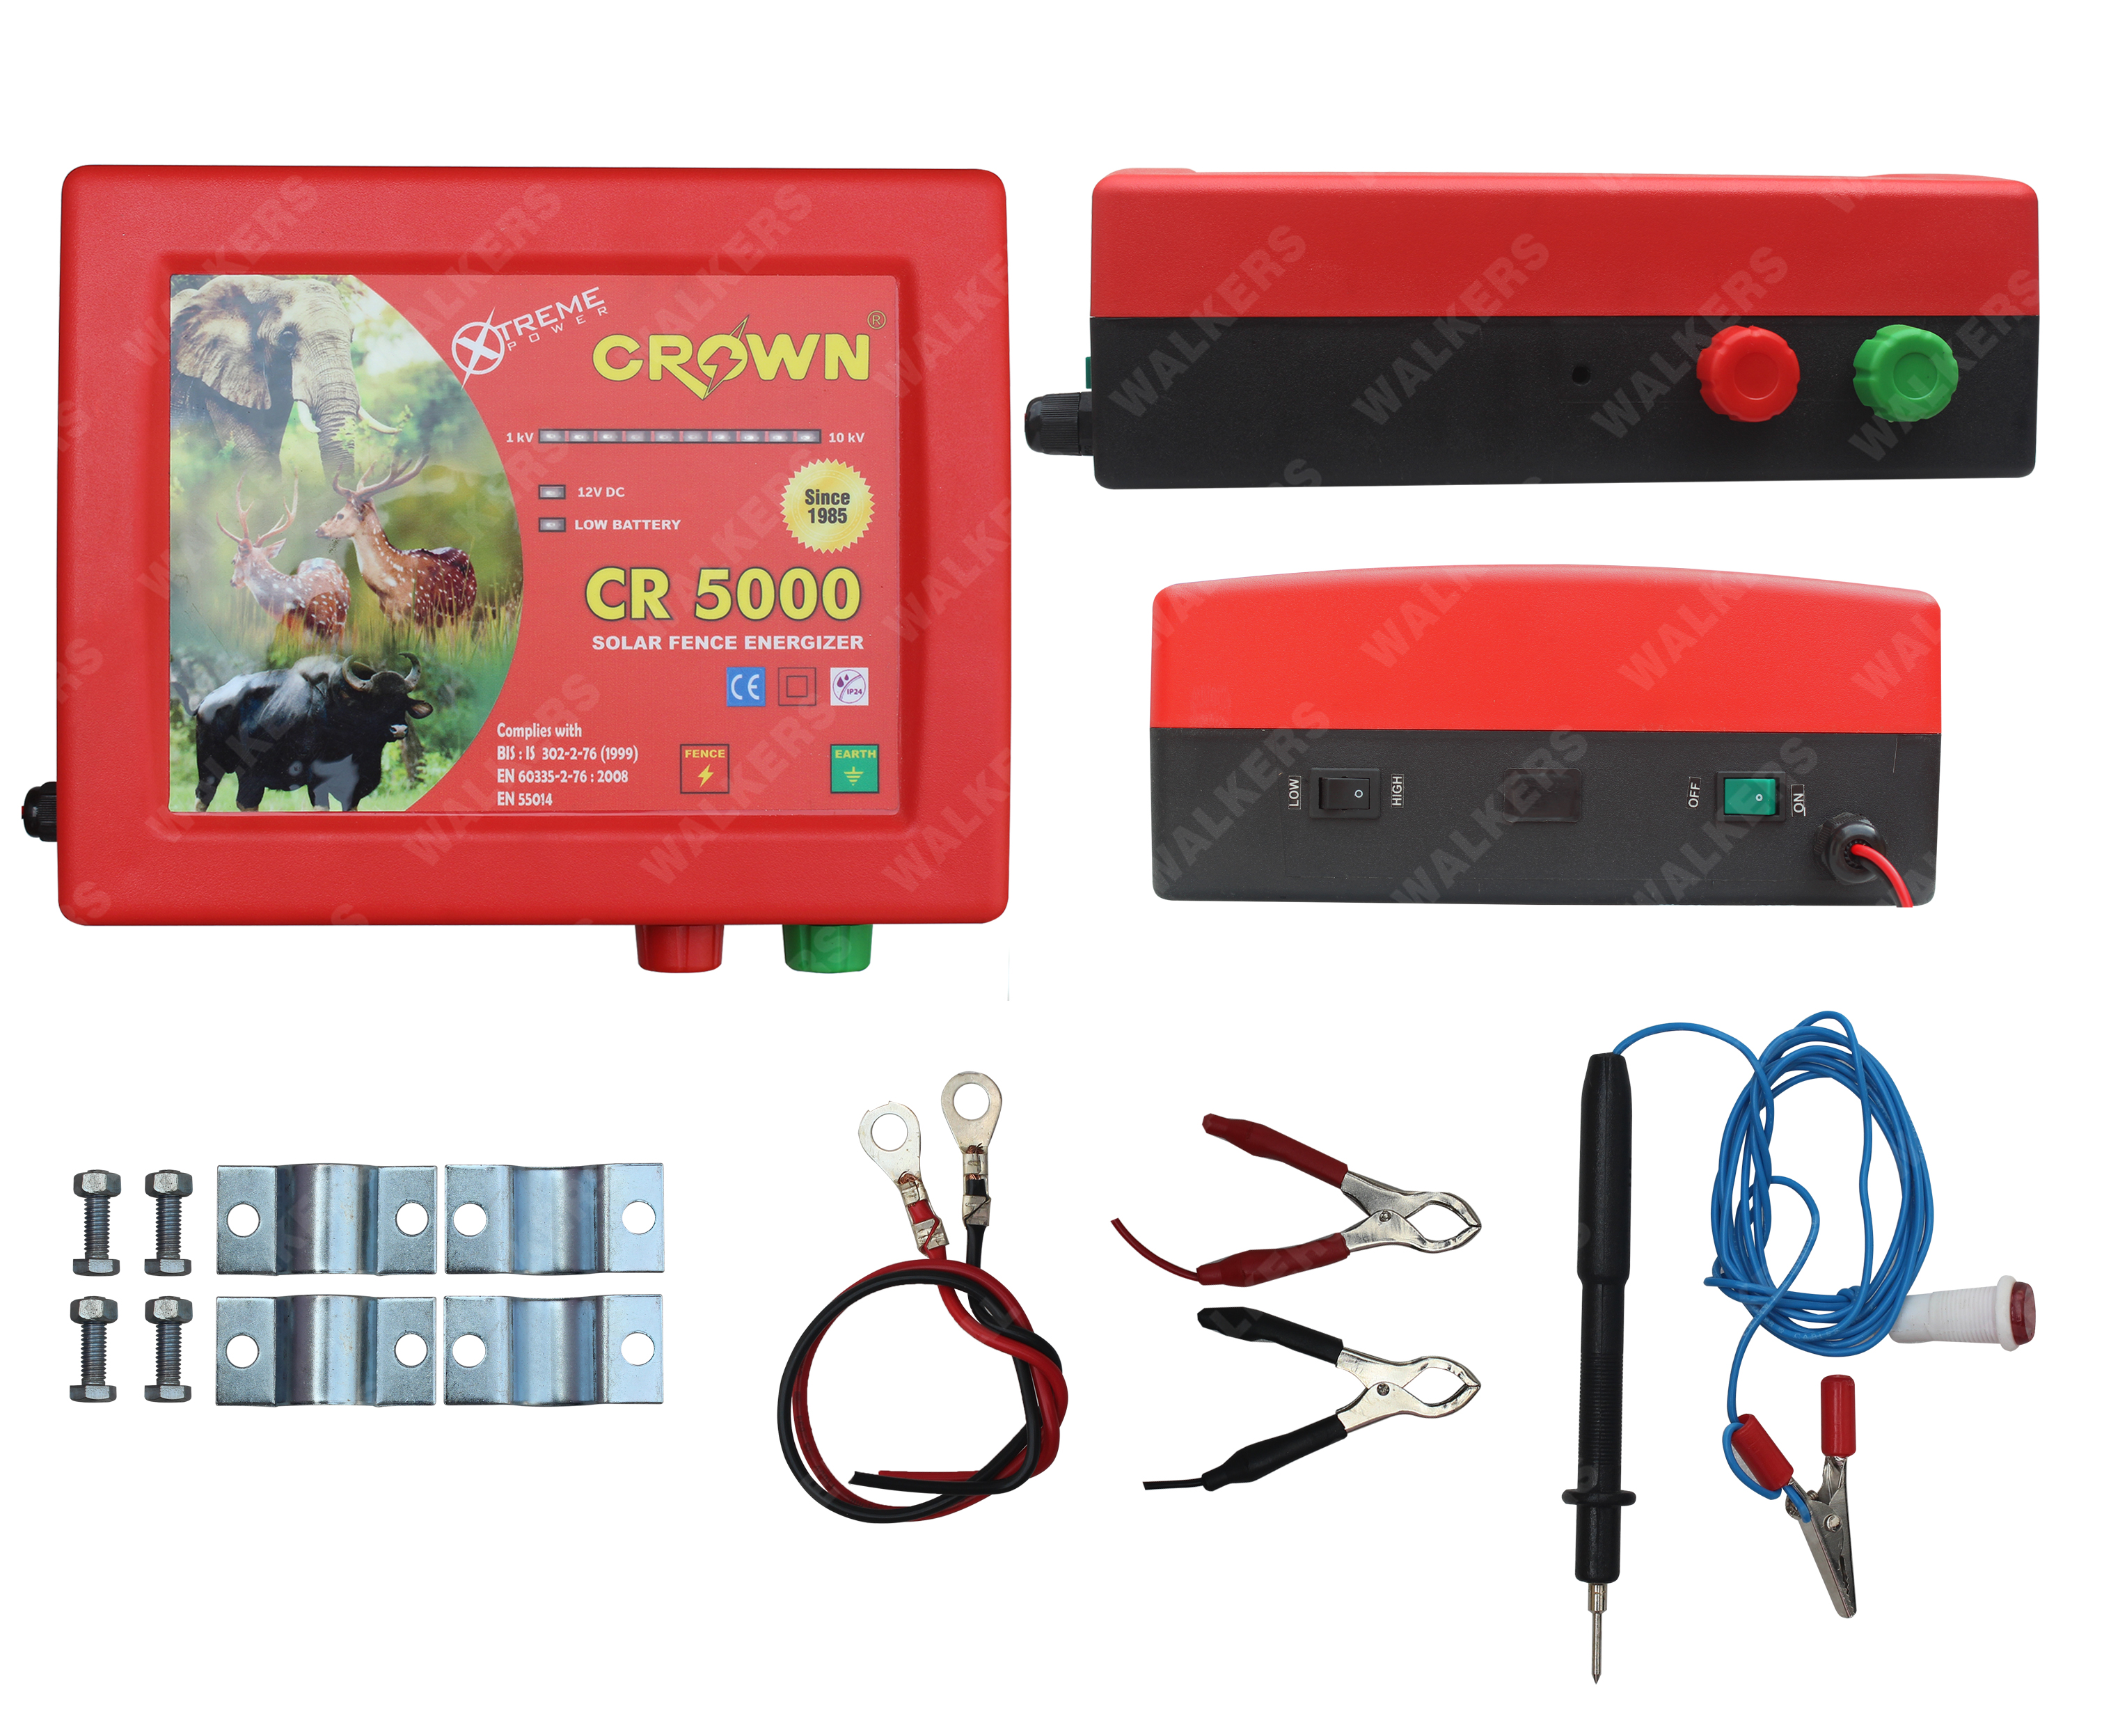 XTREME
POWER
CROWN®
1 kV 10 kV
12V DC
LOW BATTERY
Since
1985
CR 5000
SOLAR FENCE ENERGIZER
CE IP24
Complies with
BIS : IS 302-2-76 (1999)
EN 60335-2-76 : 2008
EN 55014
FENCE
EARTH
LOW HIGH
OFF ON
WALKERS